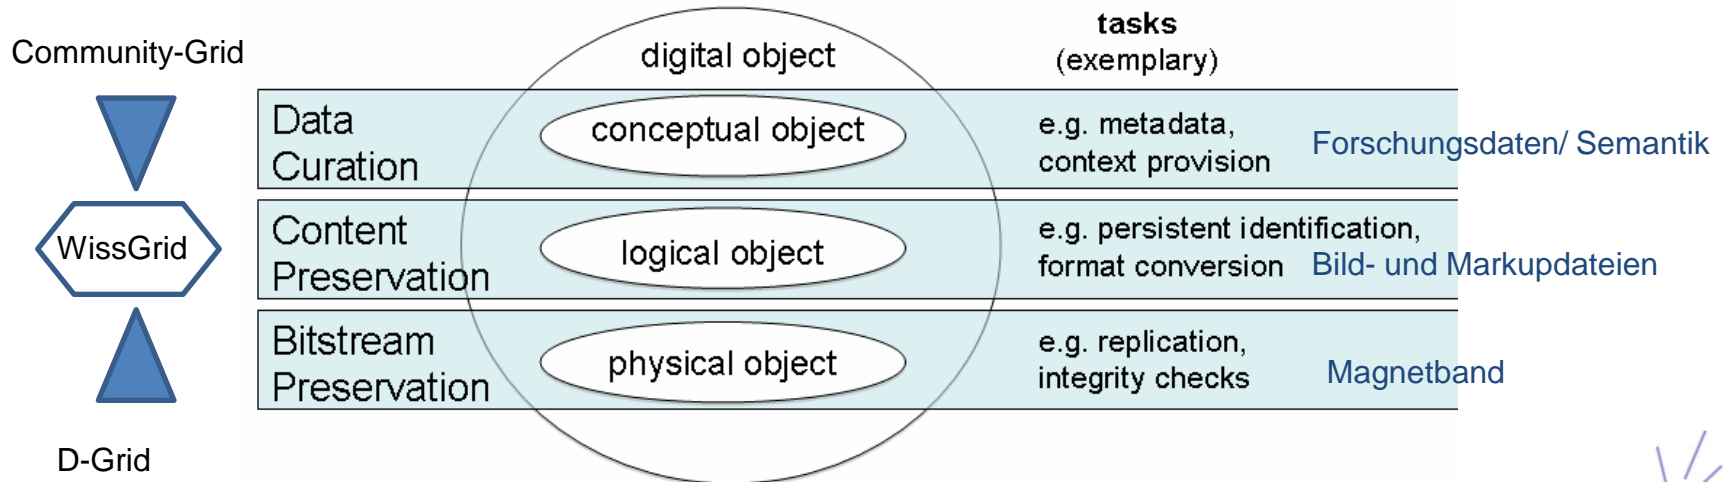 Community-Grid
WissGrid
D-Grid
digital object
tasks
(exemplary)
Data
Curation
conceptual object
e.g. metadata,
context provision
Forschungsdaten/ Semantik
Content
Preservation
logical object
e.g. persistent identification,
format conversion
Bild- und Markupdateien
Bitstream
Preservation
physical object
e.g. replication,
integrity checks
Magnetband